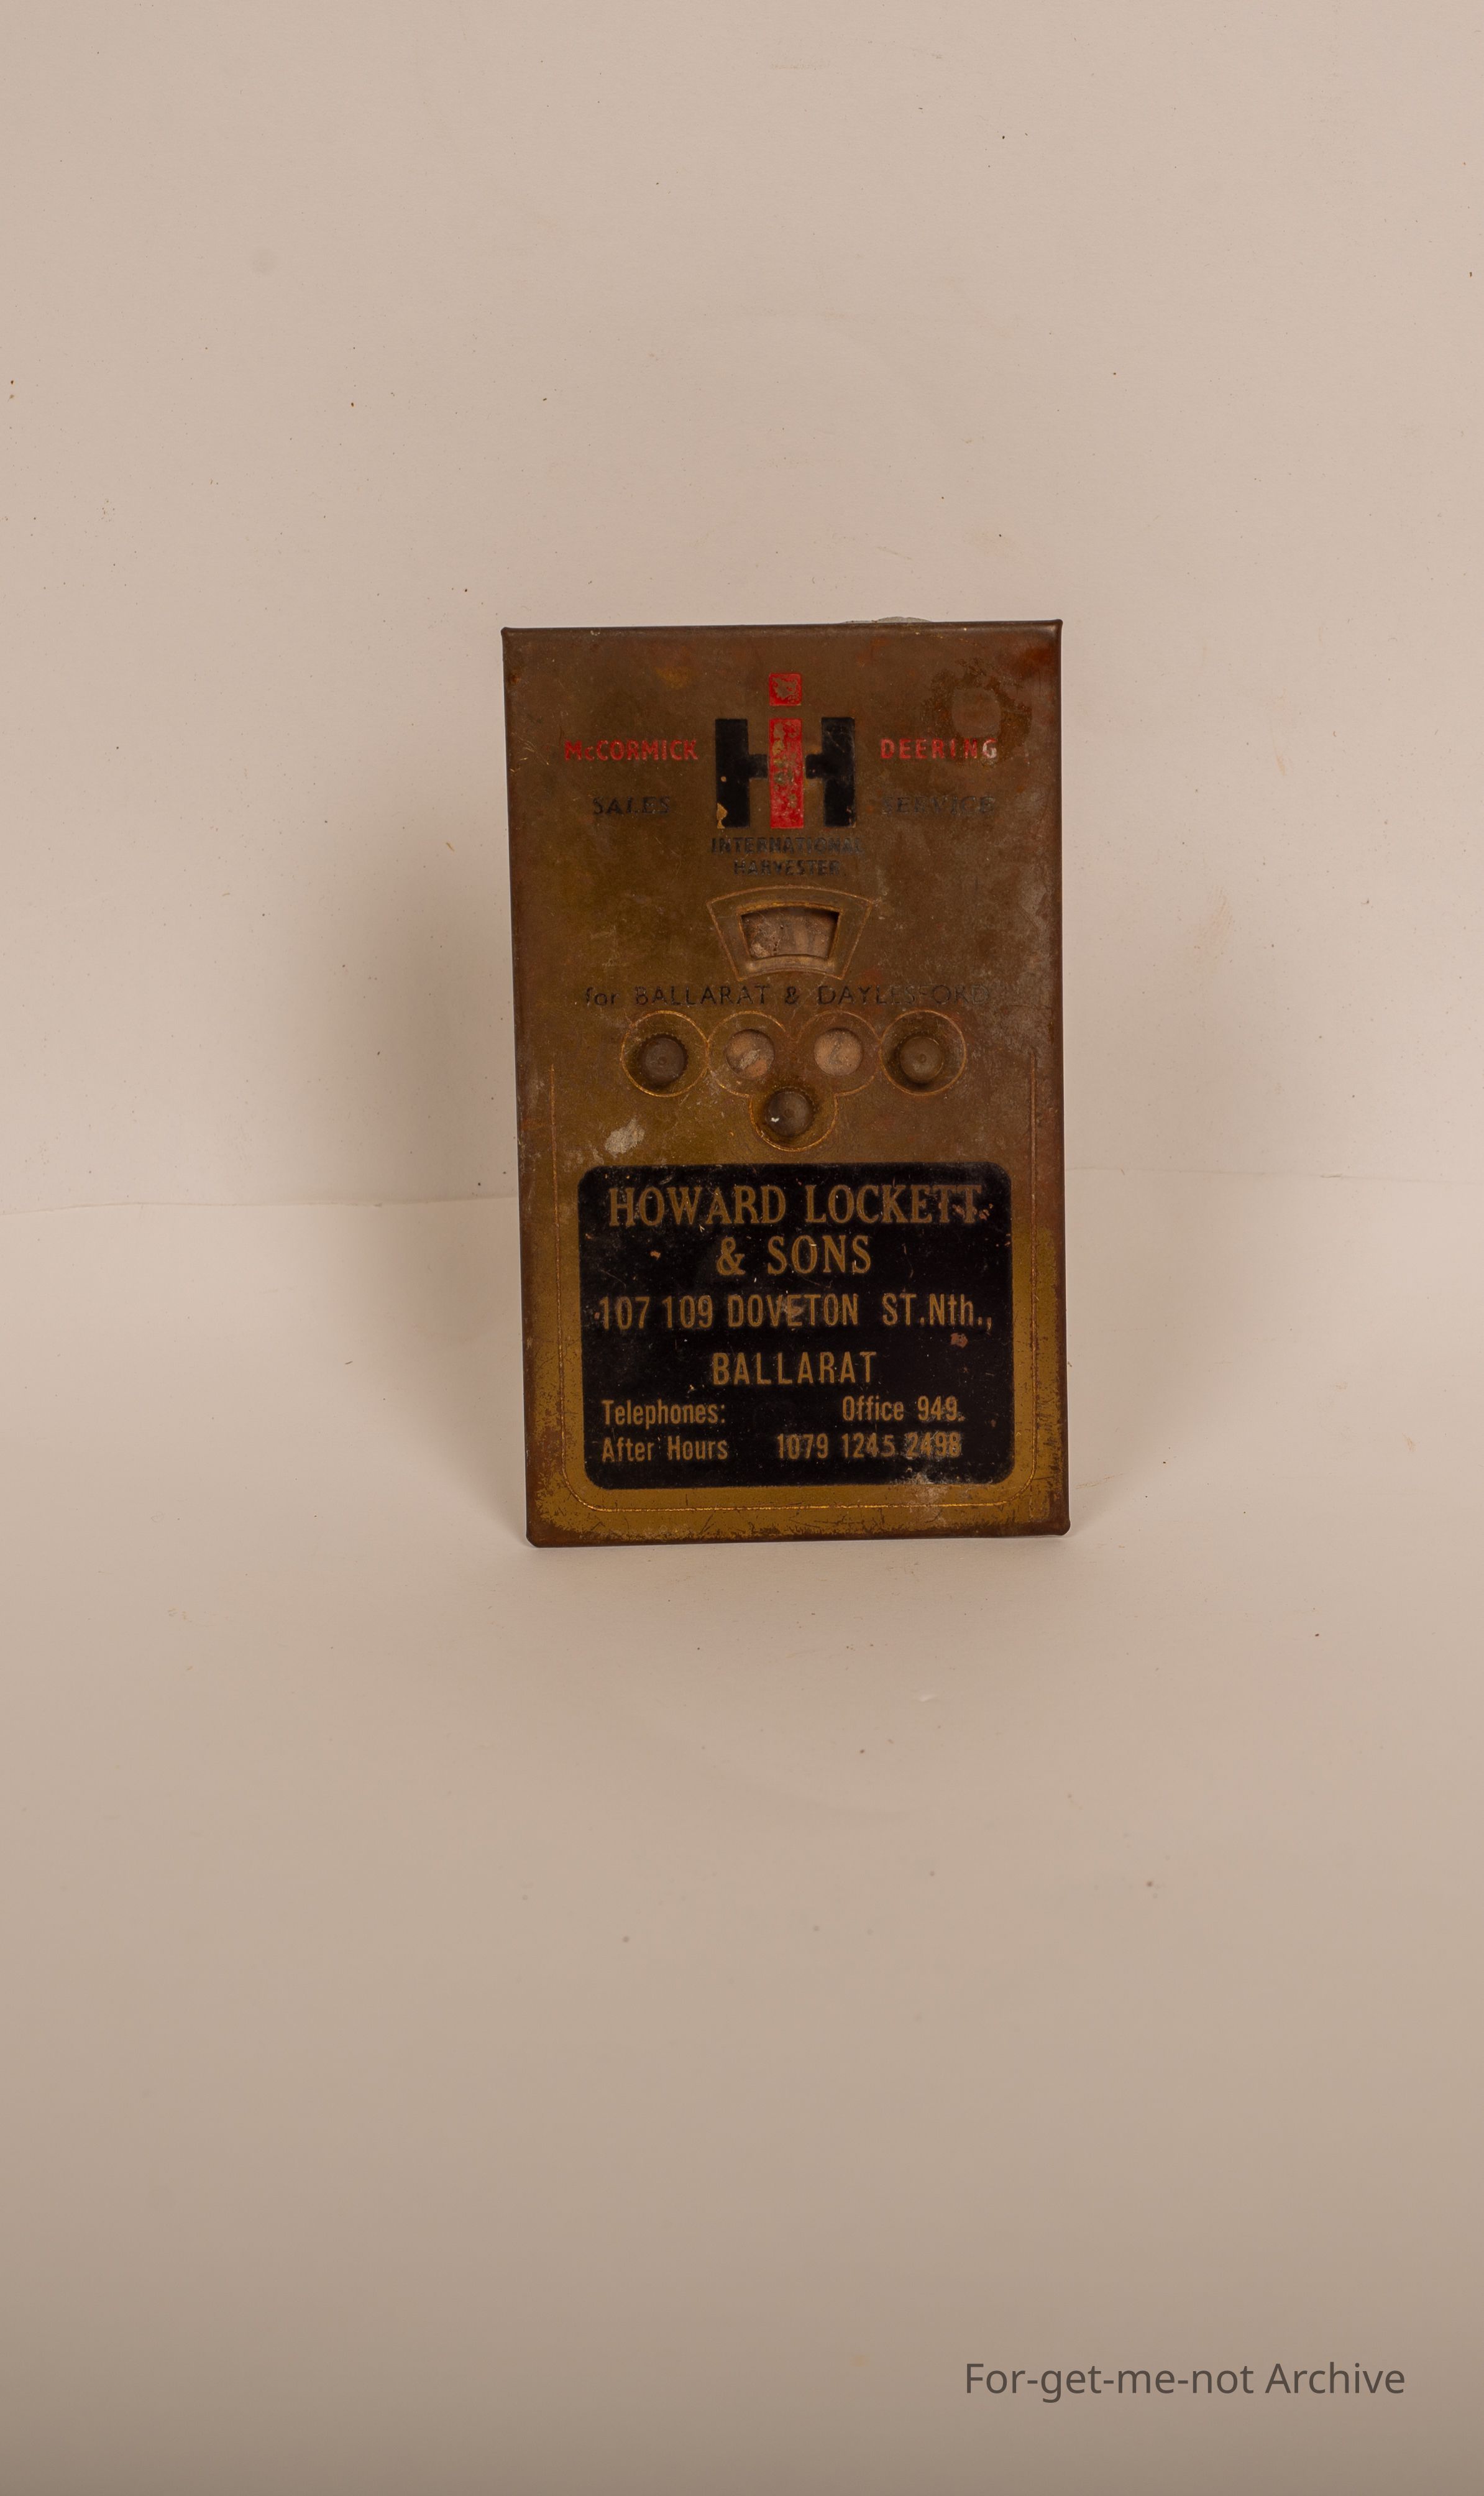 IH
McCORMICK DEERING
SALES SERVICE
INTERNATIONAL
HARVESTER
for BALLARAT & DAYLESFORD
HOWARD LOCKETT
& SONS
107 109 DOVETON ST.Nth.,
BALLARAT
Telephones: Office 949.
After Hours 1079 1245 2498
For-get-me-not Archive